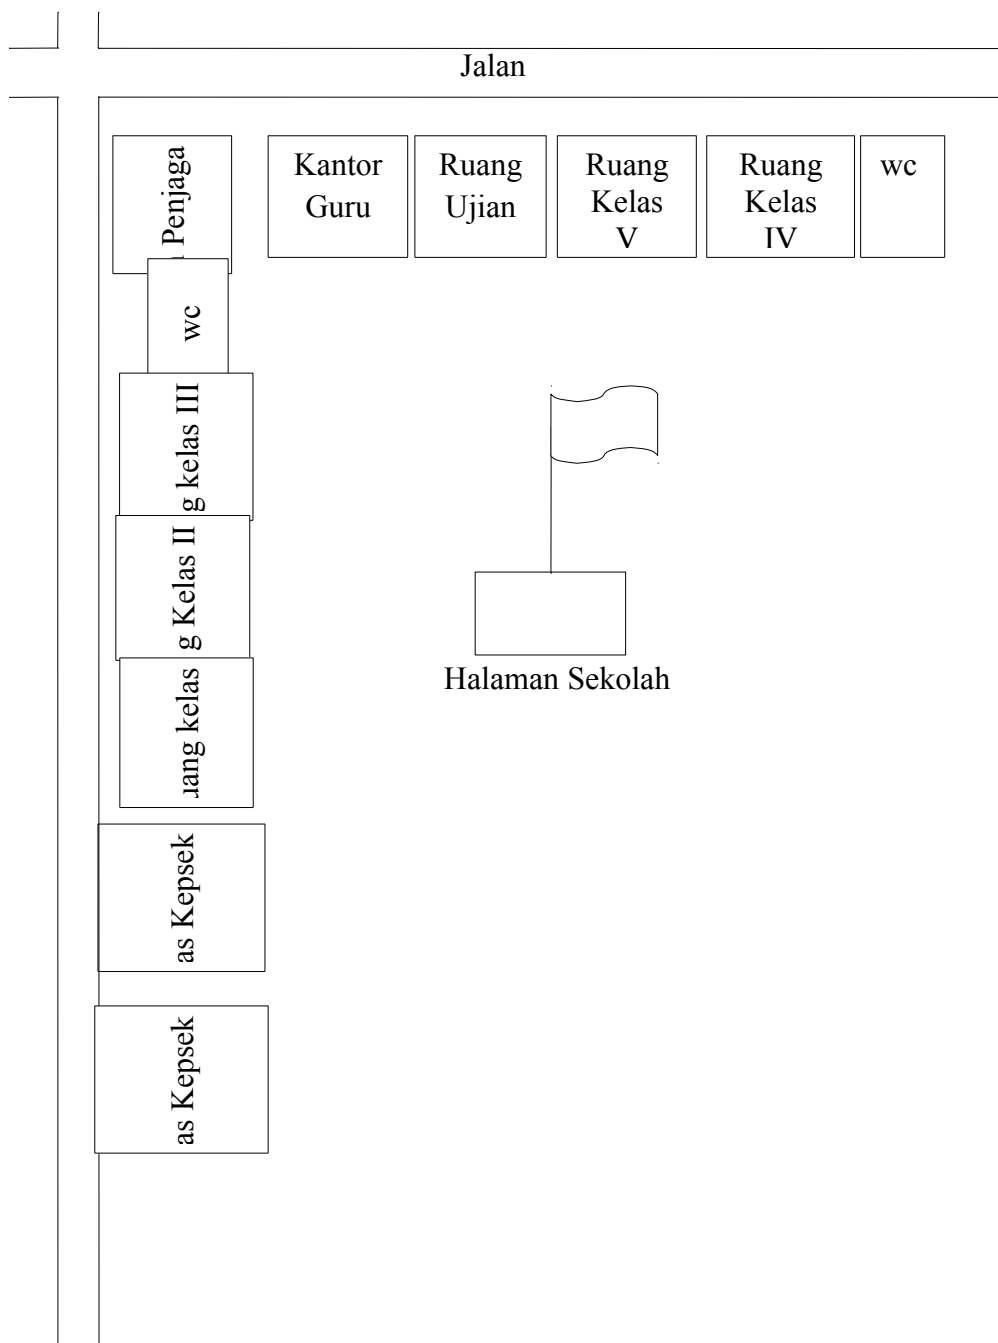 Jalan
Penjaga
Kantor
Guru
Ruang
Ujian
Ruang
Kelas
V
Ruang
Kelas
IV
wc
wc
g kelas III
g Kelas II
uang kelas
as Kepsek
as Kepsek
Halaman Sekolah